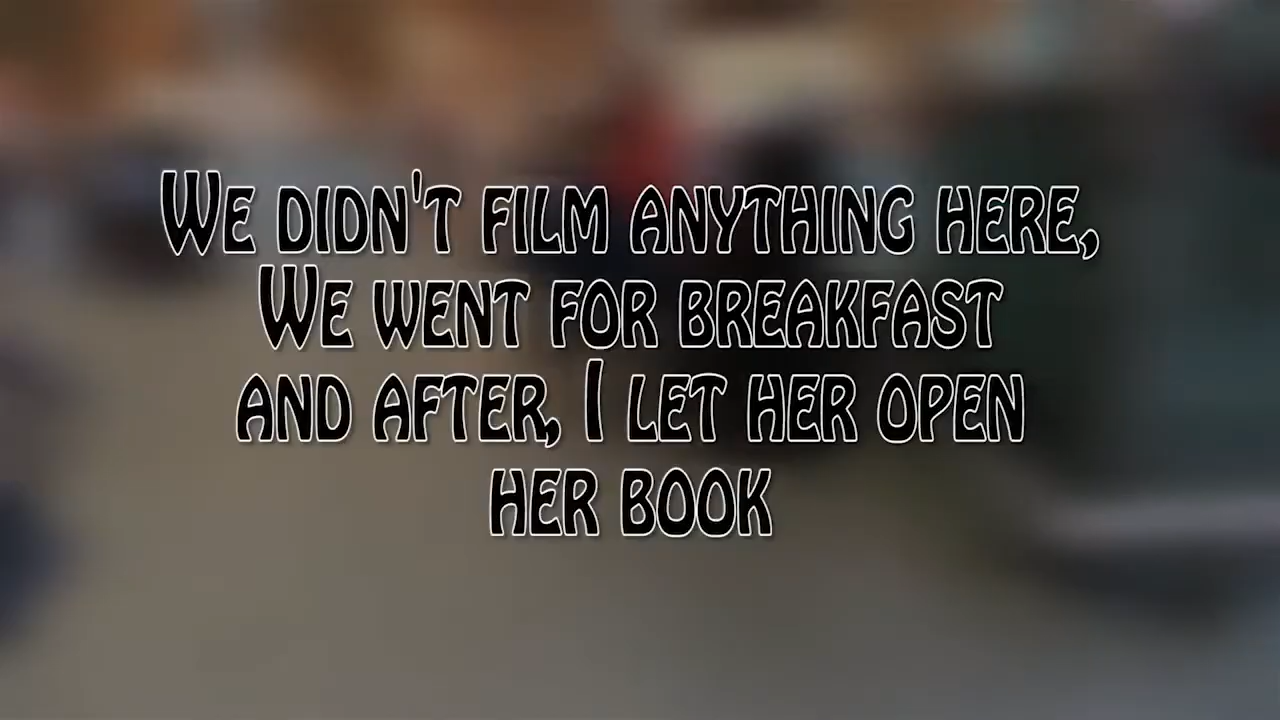 We didn't film anything here,
We went for breakfast
and after, I let her open
her book